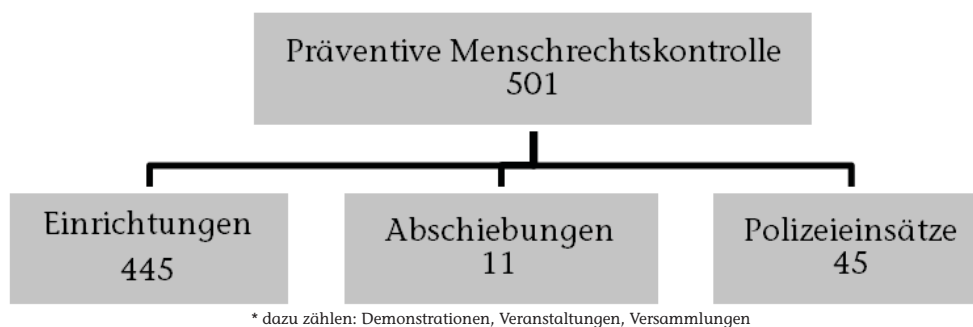 Präventive Menschrechtskontrolle
501
Einrichtungen
445
Abschiebungen
11
Polizeieinsätze
45
* dazu zählen: Demonstrationen, Veranstaltungen, Versammlungen